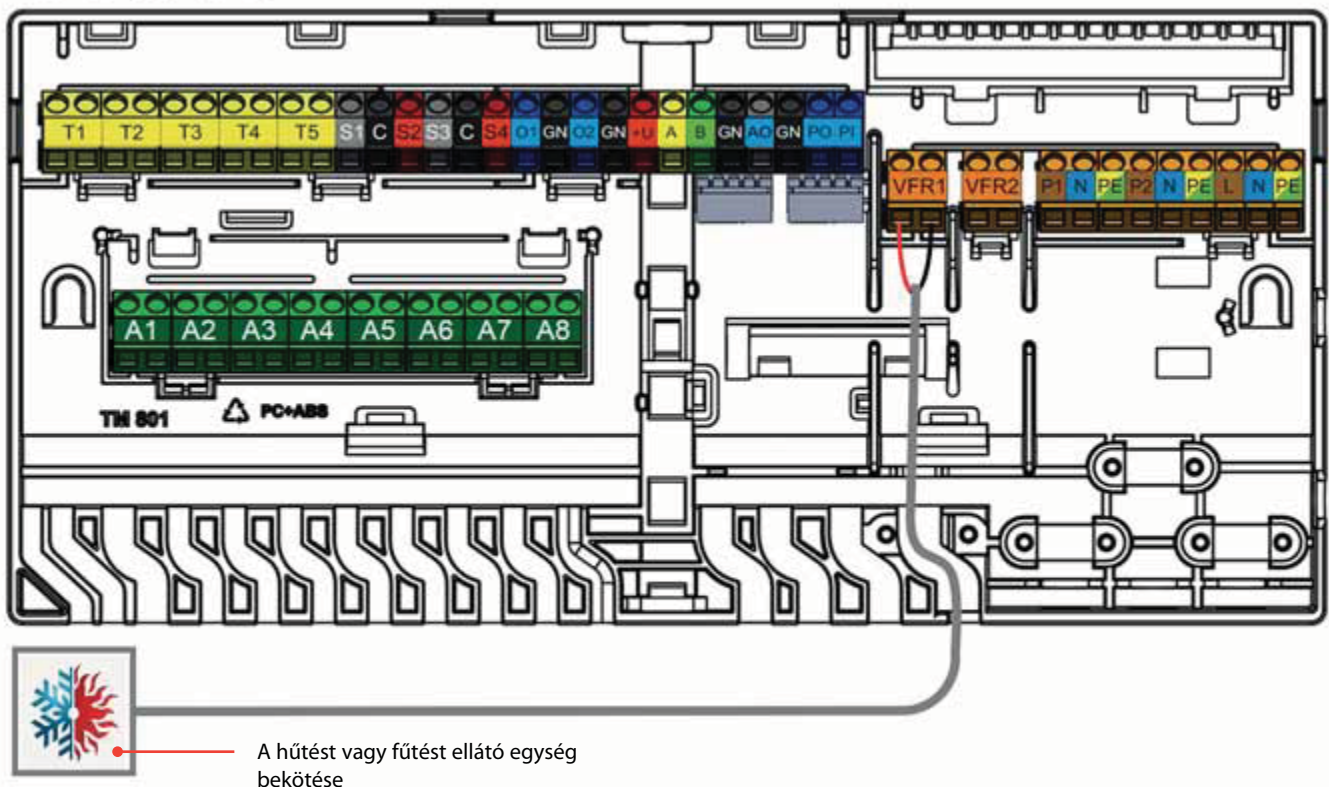 T1 T2 T3 T4 T5 S1 C S2 S3 C S4 O1 GN O2 GN +U A B GN AO GN PO PI
VFR1 VFR2 P1 N PE P2 N PE L N PE
A1 A2 A3 A4 A5 A6 A7 A8
TM 801 PC+ABS
A hűtést vagy fűtést ellátó egység
bekötése